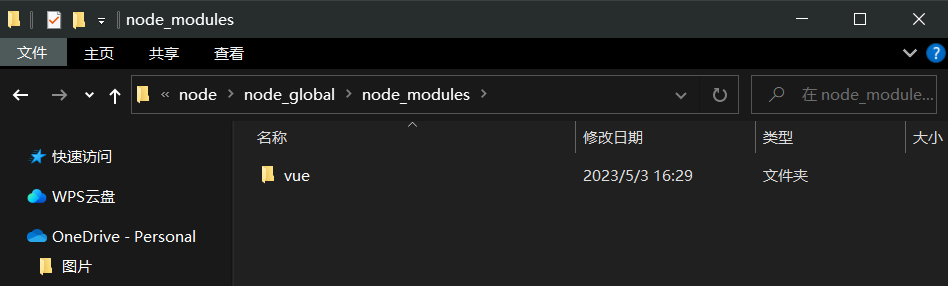 node_modules
文件 主页 共享 查看
« node > node_global > node_modules > 在 node_module...
名称 修改日期 类型 大小
快速访问
vue 2023/5/3 16:29 文件夹
WPS云盘
OneDrive - Personal
图片